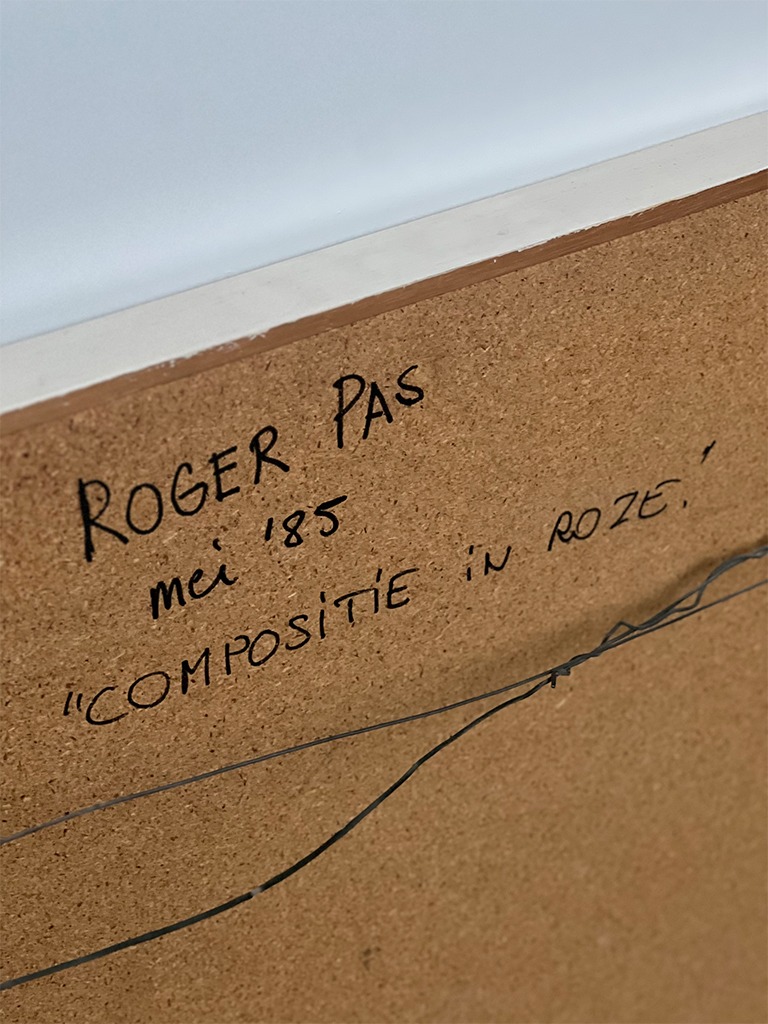 ROGER PAS
mei '85
"COMPOSITIE iN ROZE."